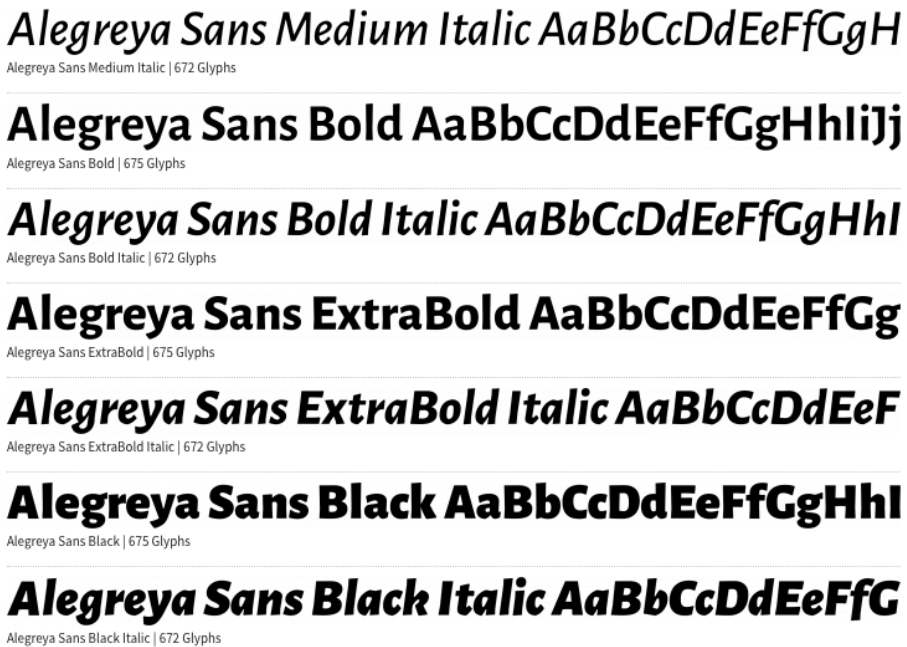 Alegreya Sans Medium Italic AaBbCcDdEeFfGgH
Alegreya Sans Medium Italic | 672 Glyphs
Alegreya Sans Bold AaBbCcDdEeFfGgHhIiJj
Alegreya Sans Bold | 675 Glyphs
Alegreya Sans Bold Italic AaBbCcDdEeFfGgHhI
Alegreya Sans Bold Italic | 672 Glyphs
Alegreya Sans ExtraBold AaBbCcDdEeFfGg
Alegreya Sans ExtraBold | 675 Glyphs
Alegreya Sans ExtraBold Italic AaBbCcDdEeF
Alegreya Sans ExtraBold Italic | 672 Glyphs
Alegreya Sans Black AaBbCcDdEeFfGgHhI
Alegreya Sans Black | 675 Glyphs
Alegreya Sans Black Italic AaBbCcDdEeFfG
Alegreya Sans Black Italic | 672 Glyphs